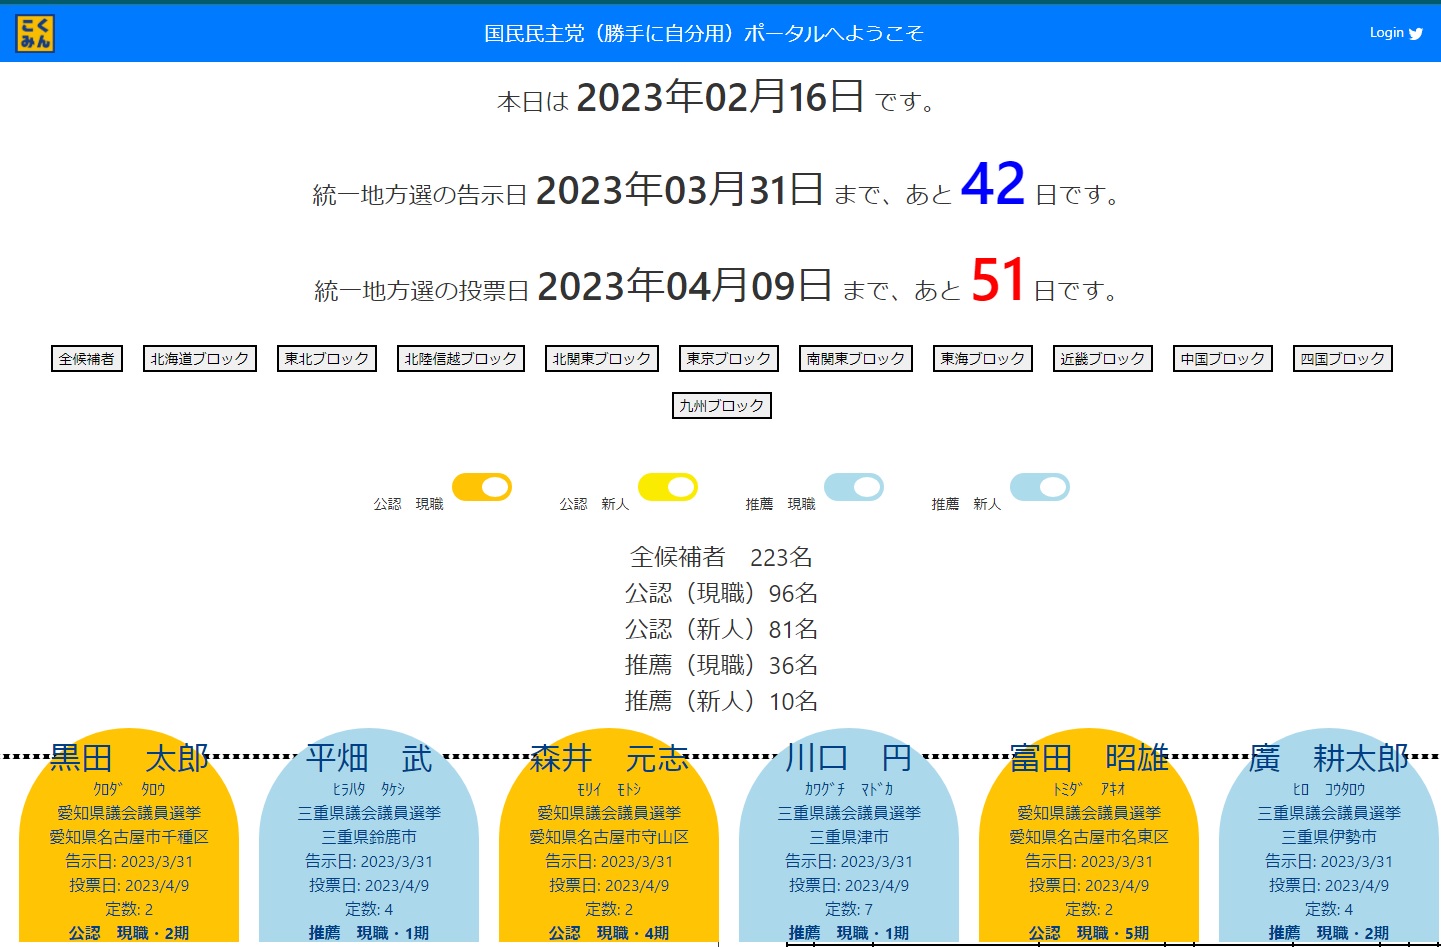 こく
みん
国民民主党（勝手に自分用）ポータルへようこそ
Login
本日は 2023年02月16日 です。
統一地方選の告示日 2023年03月31日 まで、あと 42 日です。
統一地方選の投票日 2023年04月09日 まで、あと 51 日です。
全候補者 北海道ブロック 東北ブロック 北陸信越ブロック 北関東ブロック 東京ブロック 南関東ブロック 東海ブロック 近畿ブロック 中国ブロック 四国ブロック
九州ブロック
公認　現職 公認　新人 推薦　現職 推薦　新人
全候補者　223名
公認（現職）96名
公認（新人）81名
推薦（現職）36名
推薦（新人）10名
黒田　太郎
ｸﾛﾀﾞ　ﾀﾛｳ
愛知県議会議員選挙
愛知県名古屋市千種区
告示日: 2023/3/31
投票日: 2023/4/9
定数: 2
公認　現職・2期
平畑　武
ﾋﾗﾊﾀ　ﾀｹｼ
三重県議会議員選挙
三重県鈴鹿市
告示日: 2023/3/31
投票日: 2023/4/9
定数: 4
推薦　現職・1期
森井　元志
ﾓﾘｲ　ﾓﾄｼ
愛知県議会議員選挙
愛知県名古屋市守山区
告示日: 2023/3/31
投票日: 2023/4/9
定数: 2
公認　現職・4期
川口　円
ｶﾜｸﾞﾁ　ﾏﾄﾞｶ
三重県議会議員選挙
三重県津市
告示日: 2023/3/31
投票日: 2023/4/9
定数: 7
推薦　現職・1期
富田　昭雄
ﾄﾐﾀﾞ　ｱｷｵ
愛知県議会議員選挙
愛知県名古屋市名東区
告示日: 2023/3/31
投票日: 2023/4/9
定数: 2
公認　現職・5期
廣　耕太郎
ﾋﾛ　ｺｳﾀﾛｳ
三重県議会議員選挙
三重県伊勢市
告示日: 2023/3/31
投票日: 2023/4/9
定数: 4
推薦　現職・2期